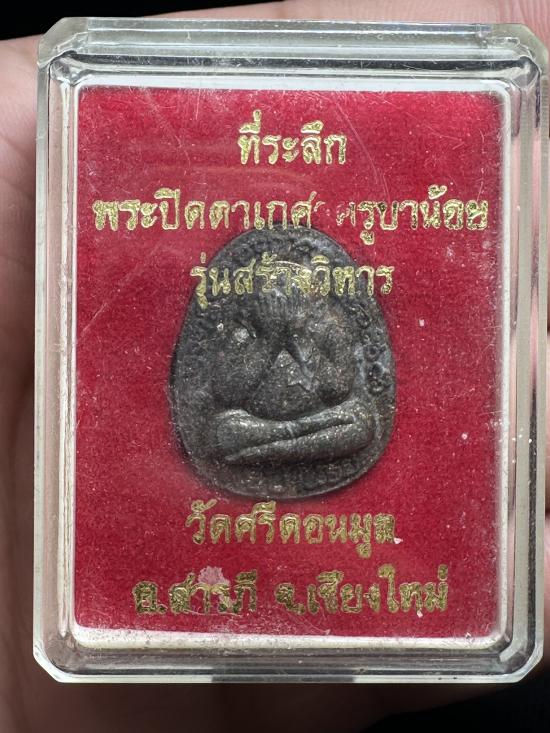 ที่ระลึก
พระปิดตาเกศาครูบาน้อย
รุ่นสร้างวิหาร
วัดศรีดอนมูล
อ.สารภี จ.เชียงใหม่